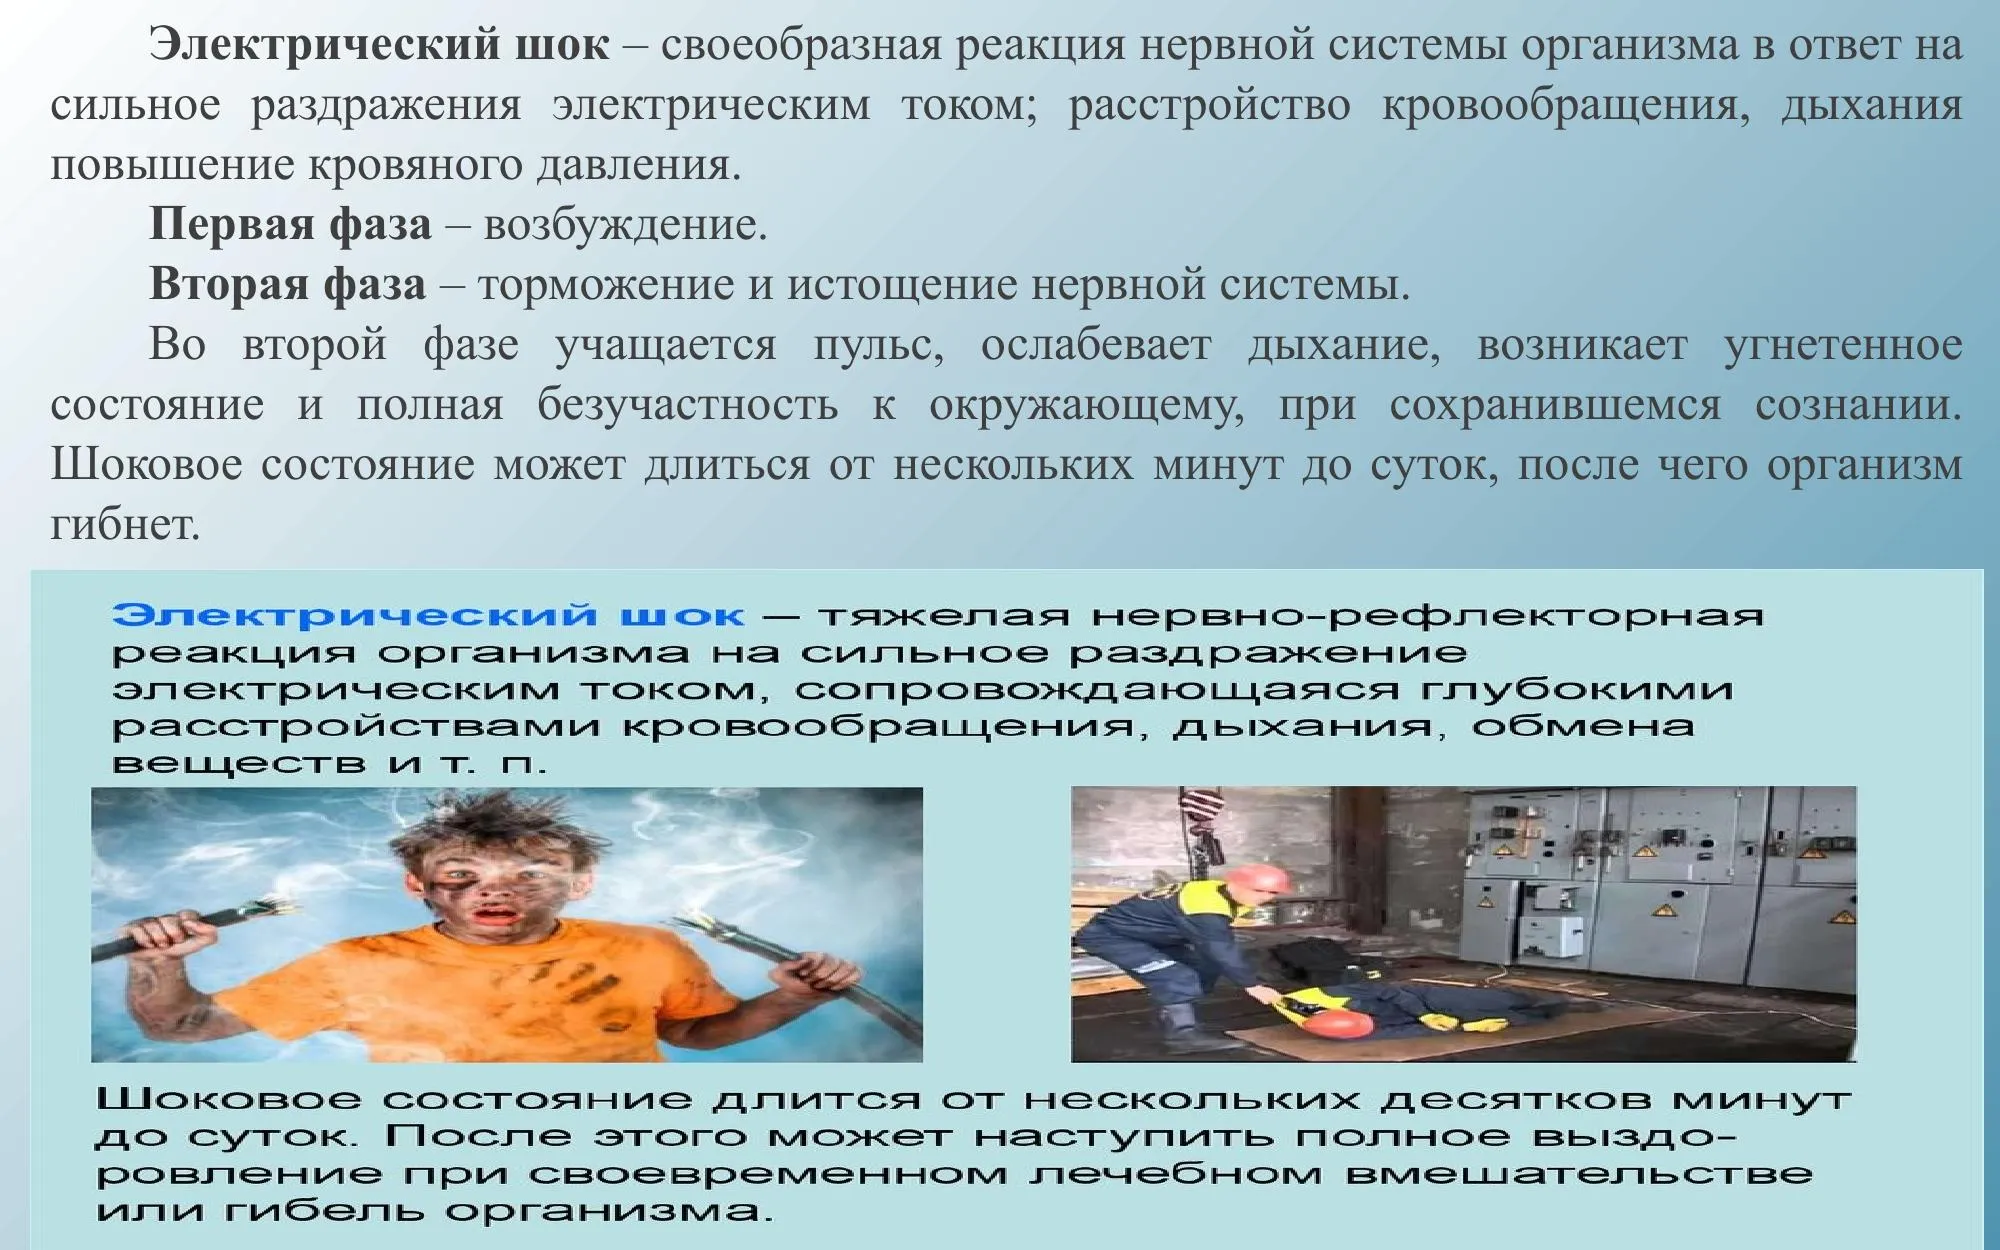 Электрический шок – своеобразная реакция нервной системы организма в ответ на
сильное раздражения электрическим током; расстройство кровообращения, дыхания
повышение кровяного давления.
Первая фаза – возбуждение.
Вторая фаза – торможение и истощение нервной системы.
Во второй фазе учащается пульс, ослабевает дыхание, возникает угнетенное
состояние и полная безучастность к окружающему, при сохранившемся сознании.
Шоковое состояние может длиться от нескольких минут до суток, после чего организм
гибнет.
Электрический шок – тяжелая нервно-рефлекторная
реакция организма на сильное раздражение
электрическим током, сопровождающаяся глубокими
расстройствами кровообращения, дыхания, обмена
веществ и т. п.
Шоковое состояние длится от нескольких десятков минут
до суток. После этого может наступить полное выздо-
ровление при своевременном лечебном вмешательстве
или гибель организма.